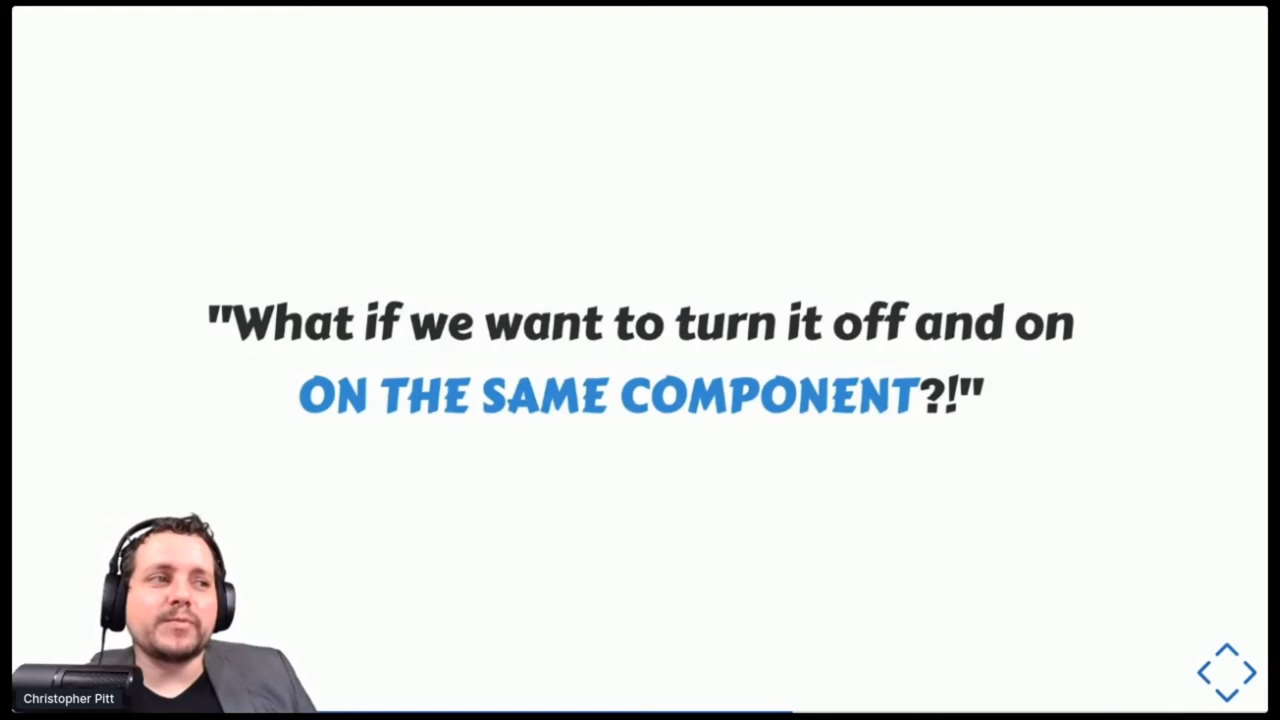 "What if we want to turn it off and on
ON THE SAME COMPONENT?!"
Christopher Pitt